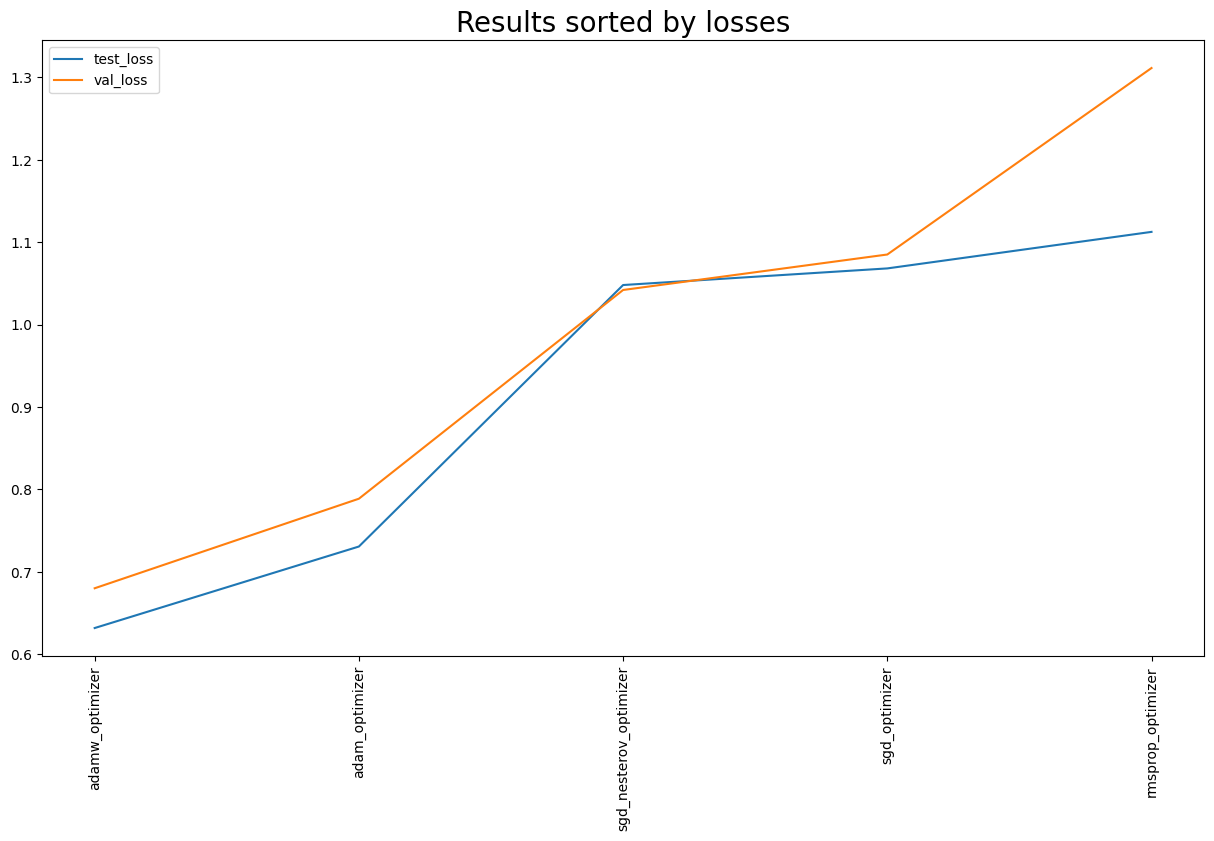 Results sorted by losses
test_loss
val_loss
1.3
1.2
1.1
1.0
0.9
0.8
0.7
0.6
adamw_optimizer
adam_optimizer
sgd_nesterov_optimizer
sgd_optimizer
rmsprop_optimizer